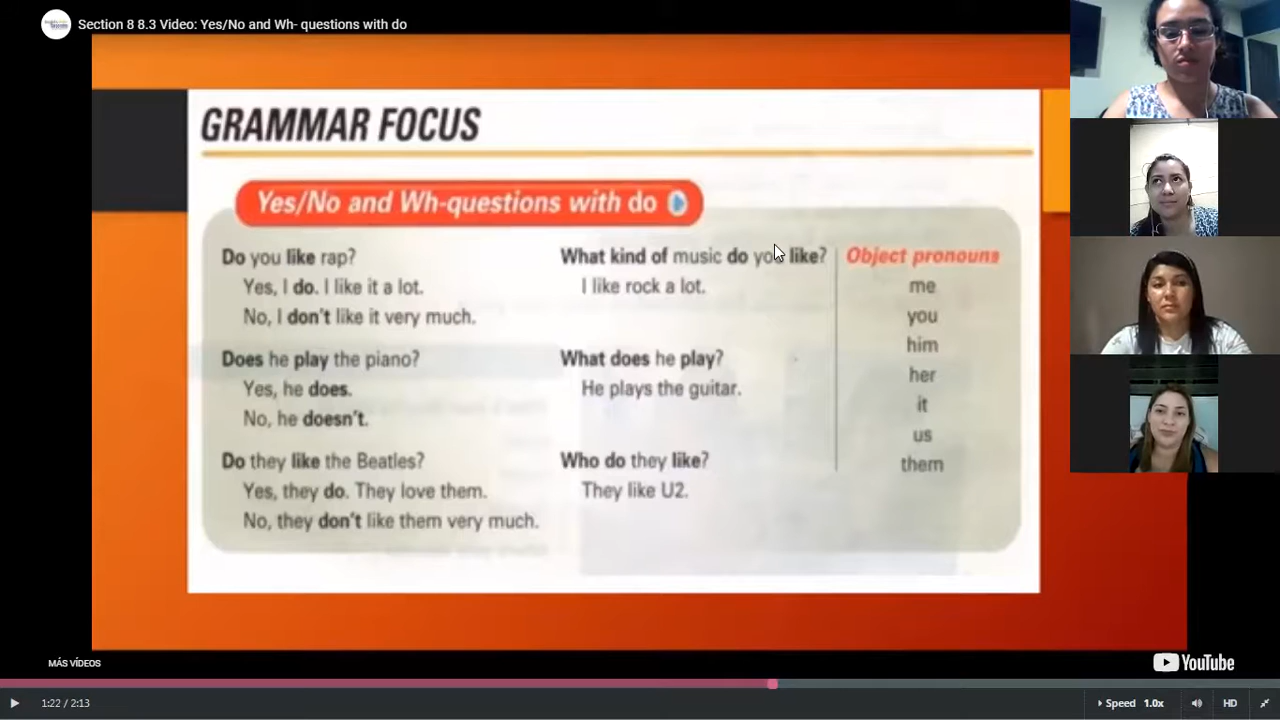 Section 8 8.3 Video: Yes/No and Wh- questions with do
GRAMMAR FOCUS
Yes/No and Wh-questions with do
Do you like rap?
Yes, I do. I like it a lot.
No, I don't like it very much.
Does he play the piano?
Yes, he does.
No, he doesn't.
Do they like the Beatles?
Yes, they do. They love them.
No, they don't like them very much.
What kind of music do you like?
I like rock a lot.
What does he play?
He plays the guitar.
Who do they like?
They like U2.
Object pronouns
me
you
him
her
it
us
them
MÁS VÍDEOS
YouTube
1:22 / 2:13
Speed 1.0x
HD